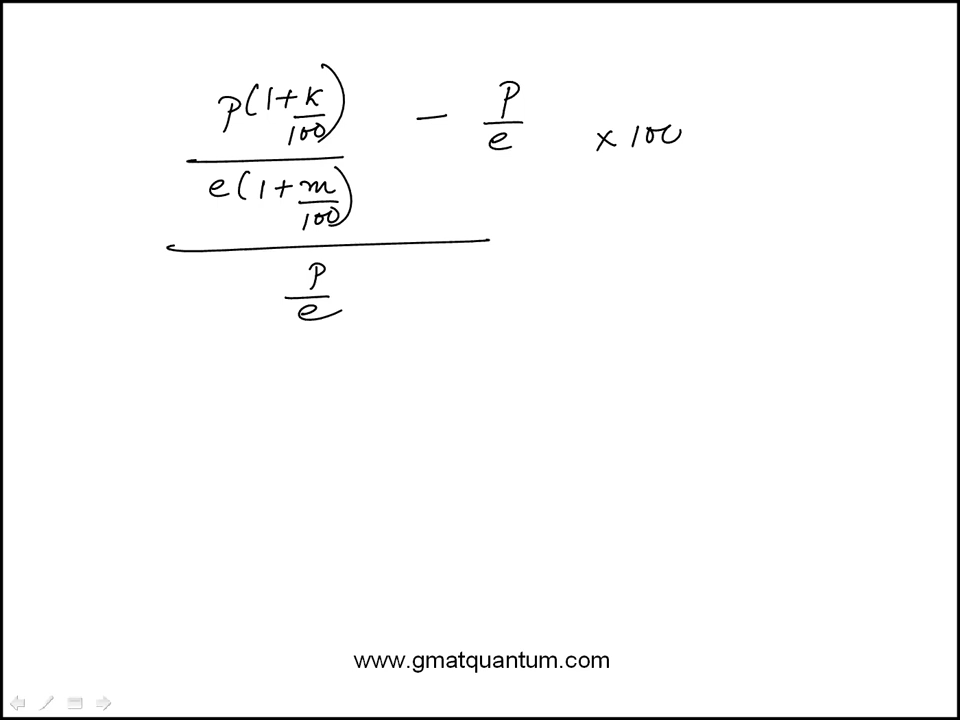 p(1+k/100) / e(1+m/100) − p/e × 100
p/e
www.gmatquantum.com